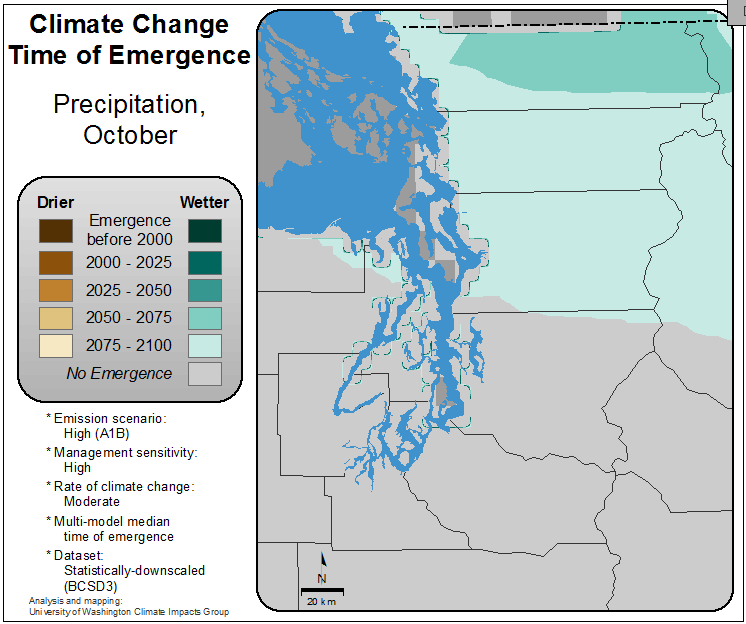 Climate Change
Time of Emergence
Precipitation,
October
Drier
Wetter
Emergence
before 2000
2000 - 2025
2025 - 2050
2050 - 2075
2075 - 2100
No Emergence
* Emission scenario:
High (A1B)
* Management sensitivity:
High
* Rate of climate change:
Moderate
* Multi-model median
time of emergence
* Dataset:
Statistically-downscaled
(BCSD3)
Analysis and mapping:
University of Washington Climate Impacts Group
N
20 km